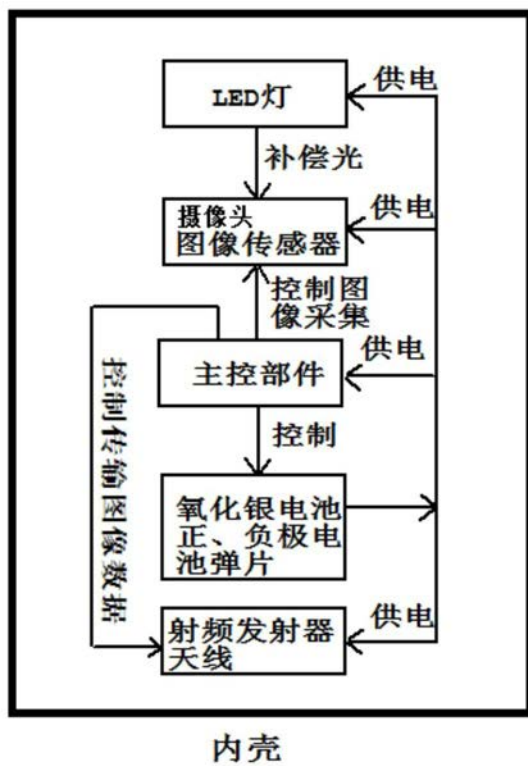 供电
LED灯
补偿光
供电
摄像头
图像传感器
控制图
像采集
供电
主控部件
控制传输图像数据
控制
氧化银电池
正、负极电
池弹片
供电
射频发射器
天线
内壳